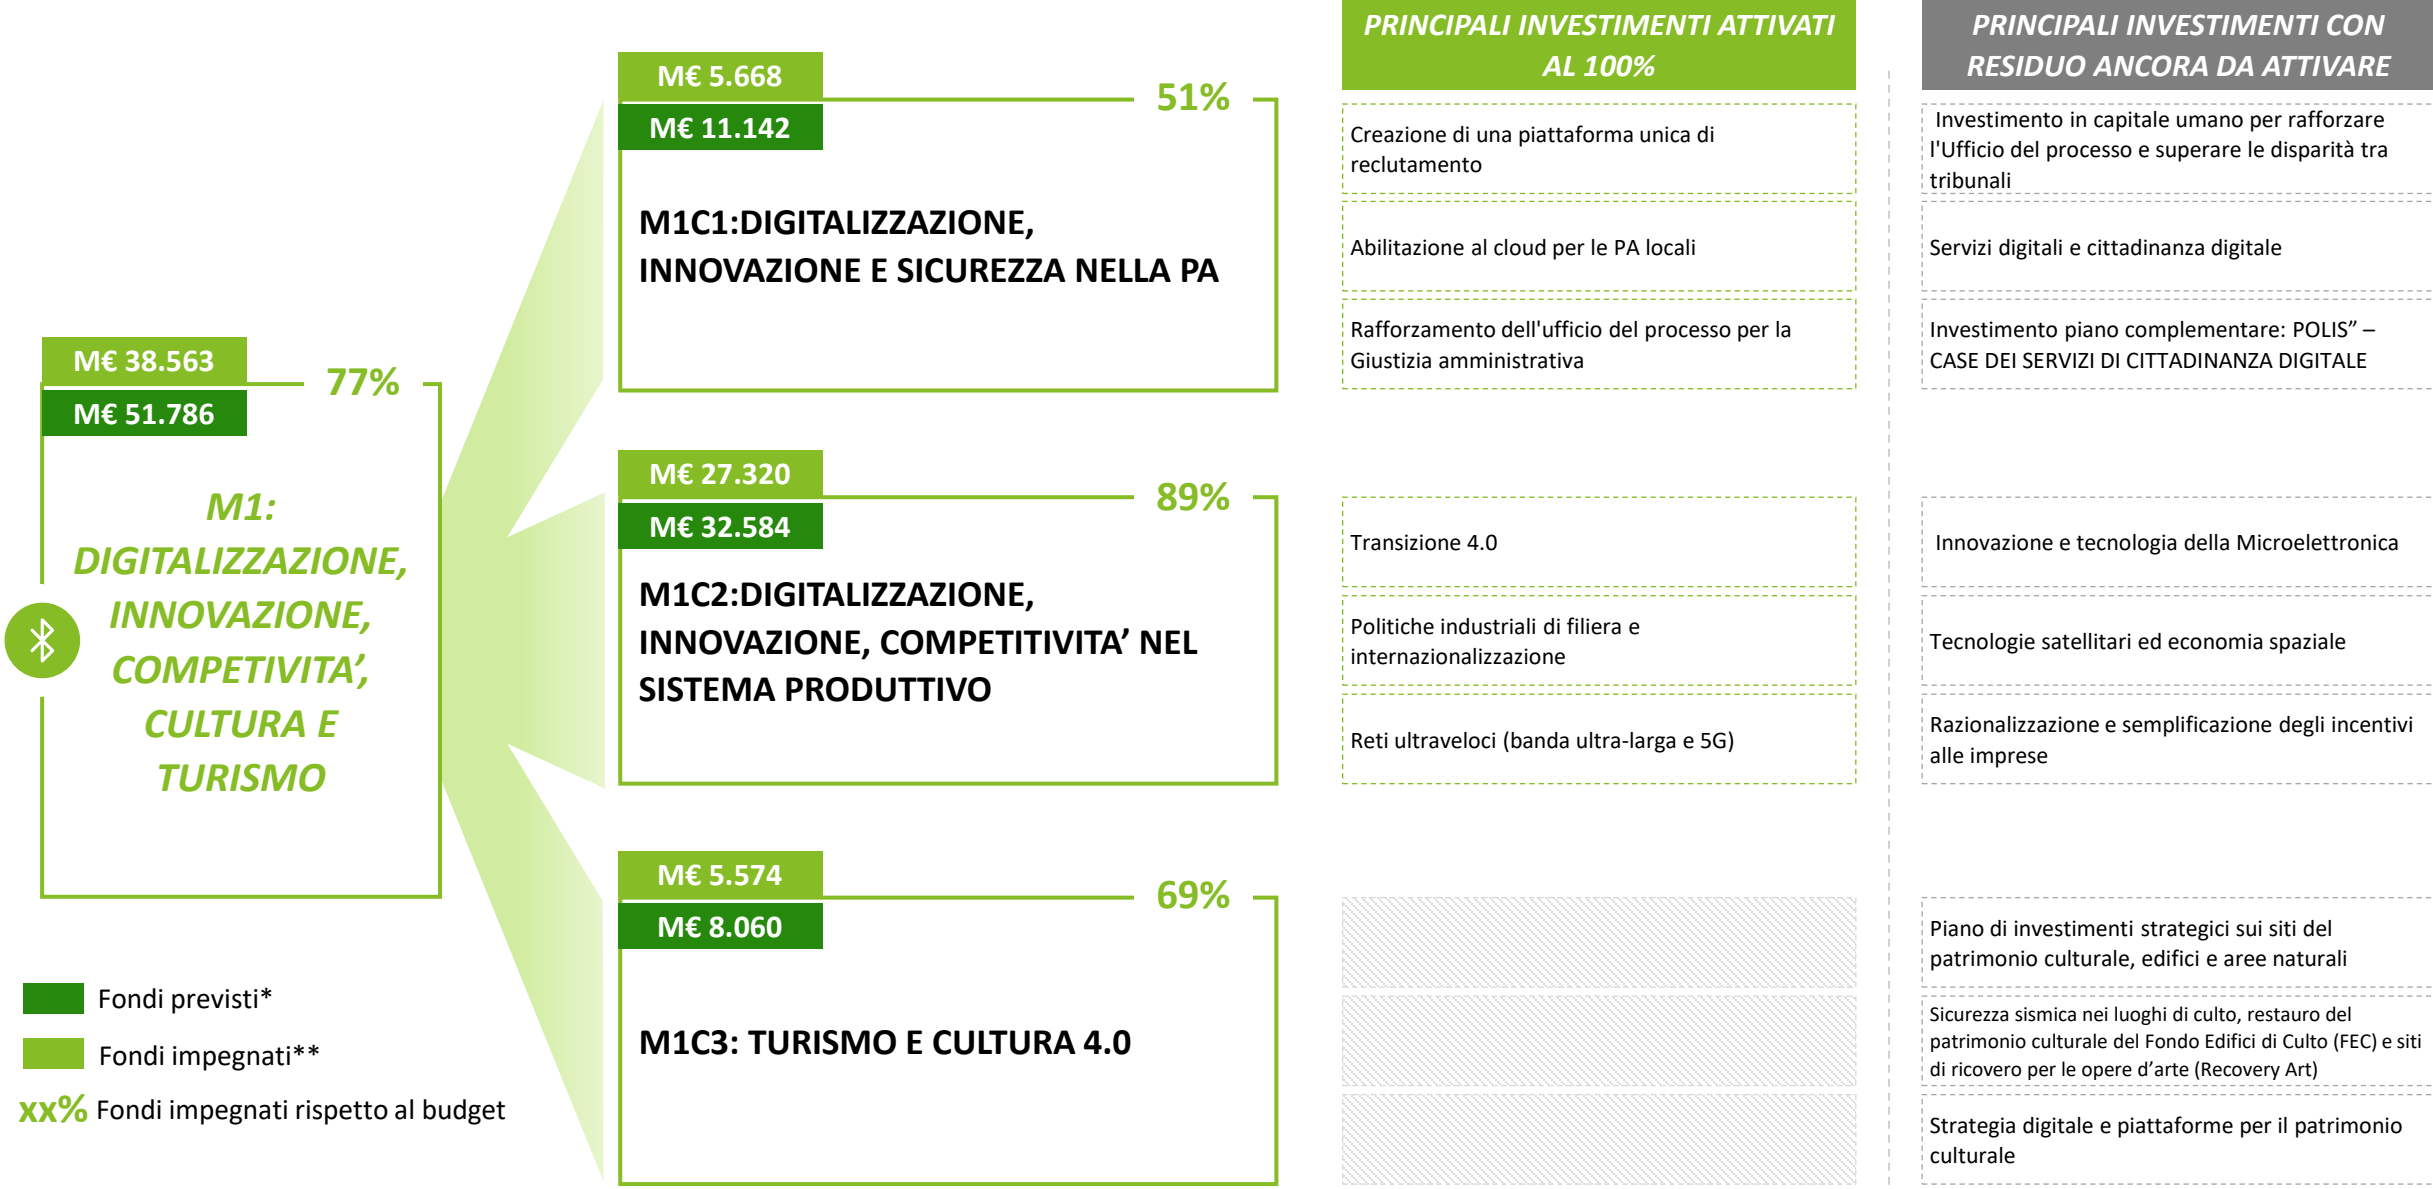 M€ 38.563
M€ 51.786
77%
M1:
DIGITALIZZAZIONE,
INNOVAZIONE,
COMPETIVITA’,
CULTURA E
TURISMO
Fondi previsti*
Fondi impegnati**
xx% Fondi impegnati rispetto al budget
M€ 5.668
M€ 11.142
51%
M1C1:DIGITALIZZAZIONE,
INNOVAZIONE E SICUREZZA NELLA PA
M€ 27.320
M€ 32.584
89%
M1C2:DIGITALIZZAZIONE,
INNOVAZIONE, COMPETITIVITA’ NEL
SISTEMA PRODUTTIVO
M€ 5.574
M€ 8.060
69%
M1C3: TURISMO E CULTURA 4.0
PRINCIPALI INVESTIMENTI ATTIVATI
AL 100%
Creazione di una piattaforma unica di
reclutamento
Abilitazione al cloud per le PA locali
Rafforzamento dell'ufficio del processo per la
Giustizia amministrativa
Transizione 4.0
Politiche industriali di filiera e
internazionalizzazione
Reti ultraveloci (banda ultra-larga e 5G)
PRINCIPALI INVESTIMENTI CON
RESIDUO ANCORA DA ATTIVARE
Investimento in capitale umano per rafforzare
l'Ufficio del processo e superare le disparità tra
tribunali
Servizi digitali e cittadinanza digitale
Investimento piano complementare: POLIS” –
CASE DEI SERVIZI DI CITTADINANZA DIGITALE
Innovazione e tecnologia della Microelettronica
Tecnologie satellitari ed economia spaziale
Razionalizzazione e semplificazione degli incentivi
alle imprese
Piano di investimenti strategici sui siti del
patrimonio culturale, edifici e aree naturali
Sicurezza sismica nei luoghi di culto, restauro del
patrimonio culturale del Fondo Edifici di Culto (FEC) e siti
di ricovero per le opere d’arte (Recovery Art)
Strategia digitale e piattaforme per il patrimonio
culturale